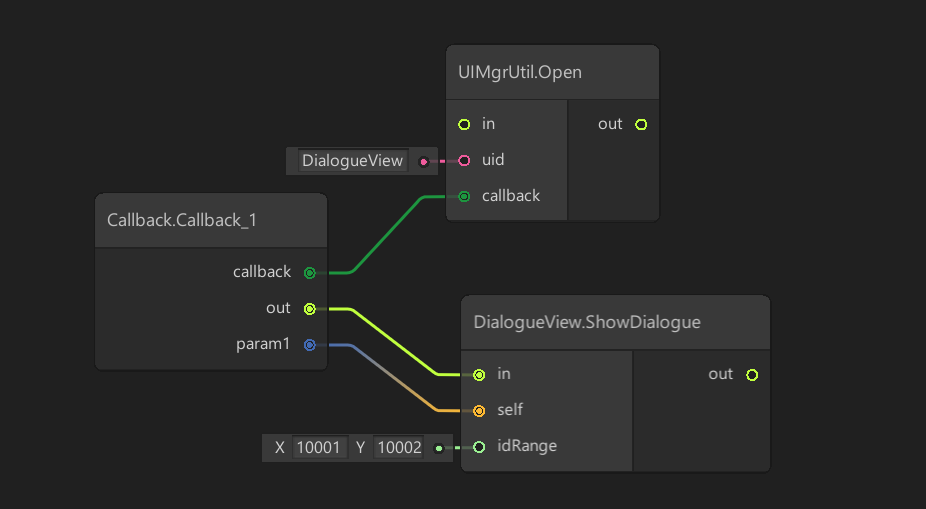 UIMgrUtil.Open
in out
DialogueView uid
callback
Callback.Callback_1
callback
out
param1
DialogueView.ShowDialogue
in out
self
X 10001 Y 10002 idRange